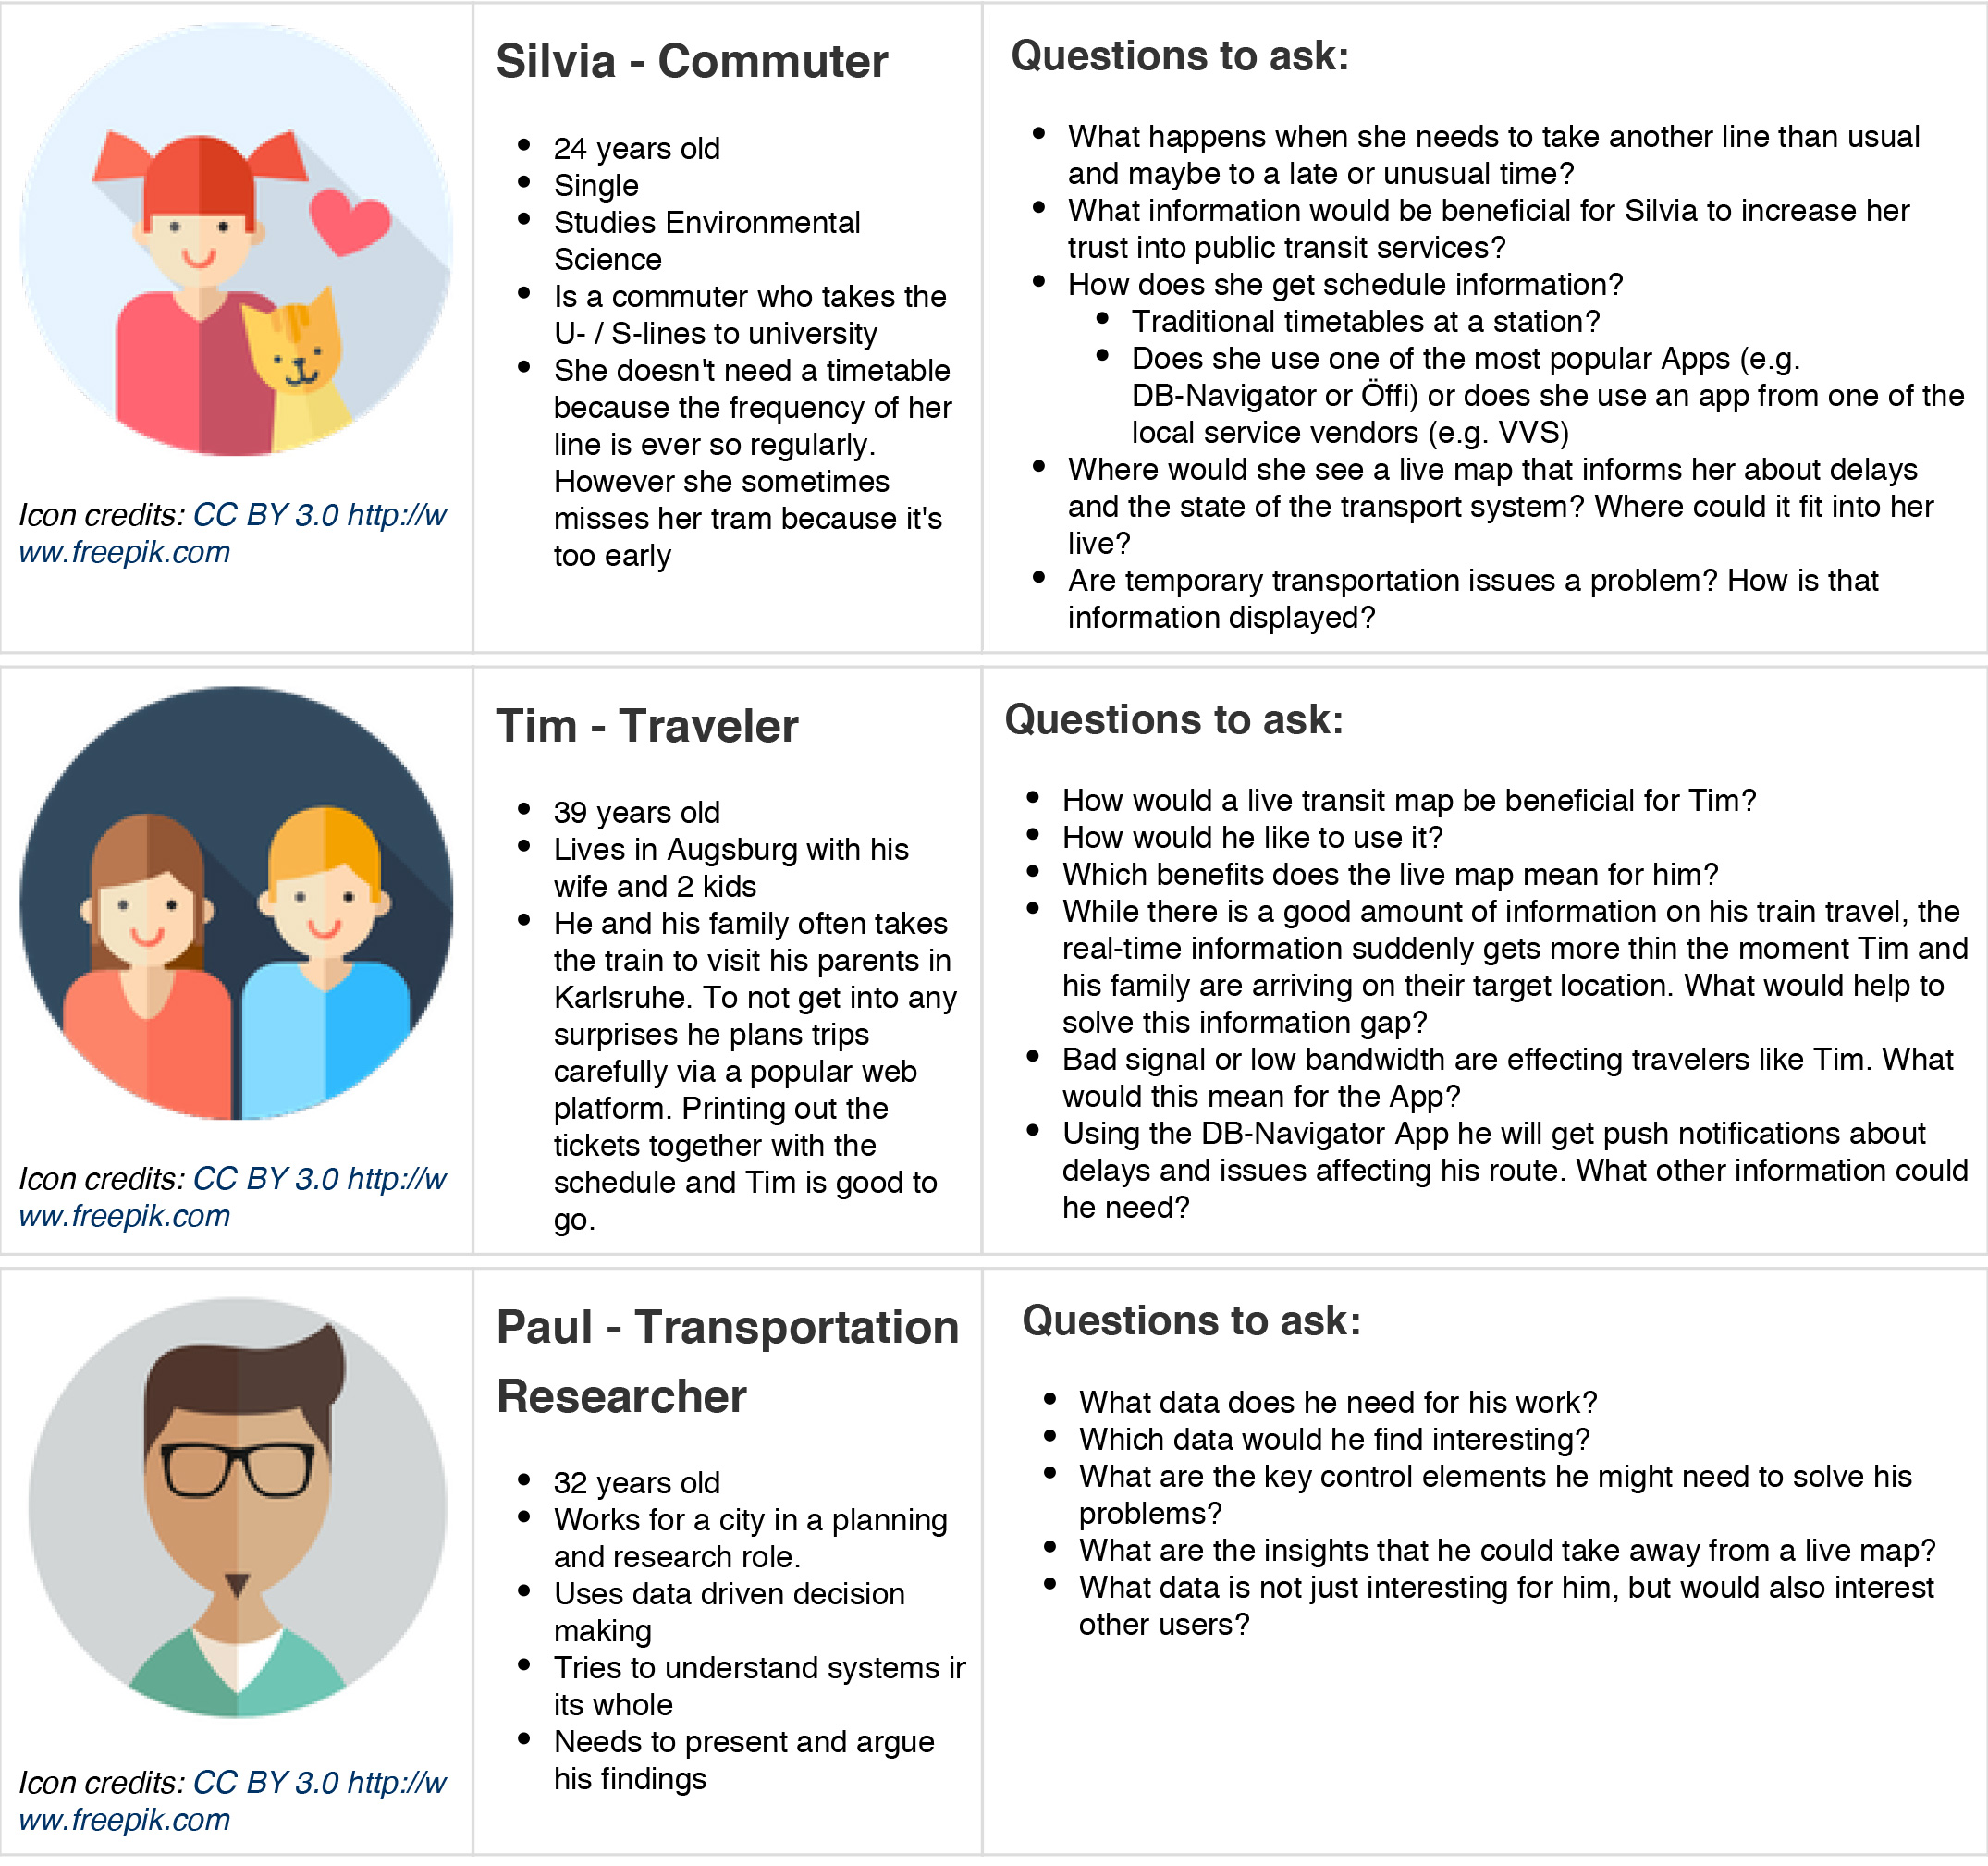 Silvia - Commuter
• 24 years old
• Single
• Studies Environmental
Science
• Is a commuter who takes the
U- / S-lines to university
• She doesn't need a timetable
because the frequency of her
line is ever so regularly.
However she sometimes
misses her tram because it's
too early
Icon credits: CC BY 3.0 http://w
ww.freepik.com
Questions to ask:
• What happens when she needs to take another line than usual
and maybe to a late or unusual time?
• What information would be beneficial for Silvia to increase her
trust into public transit services?
• How does she get schedule information?
• Traditional timetables at a station?
• Does she use one of the most popular Apps (e.g.
DB-Navigator or Öffi) or does she use an app from one of the
local service vendors (e.g. VVS)
• Where would she see a live map that informs her about delays
and the state of the transport system? Where could it fit into her
live?
• Are temporary transportation issues a problem? How is that
information displayed?
Tim - Traveler
• 39 years old
• Lives in Augsburg with his
wife and 2 kids
• He and his family often takes
the train to visit his parents in
Karlsruhe. To not get into any
surprises he plans trips
carefully via a popular web
platform. Printing out the
tickets together with the
schedule and Tim is good to
go.
Icon credits: CC BY 3.0 http://w
ww.freepik.com
Questions to ask:
• How would a live transit map be beneficial for Tim?
• How would he like to use it?
• Which benefits does the live map mean for him?
• While there is a good amount of information on his train travel, the
real-time information suddenly gets more thin the moment Tim and
his family are arriving on their target location. What would help to
solve this information gap?
• Bad signal or low bandwidth are effecting travelers like Tim. What
would this mean for the App?
• Using the DB-Navigator App he will get push notifications about
delays and issues affecting his route. What other information could
he need?
Paul - Transportation
Researcher
• 32 years old
• Works for a city in a planning
and research role.
• Uses data driven decision
making
• Tries to understand systems ir
its whole
• Needs to present and argue
his findings
Icon credits: CC BY 3.0 http://w
ww.freepik.com
Questions to ask:
• What data does he need for his work?
• Which data would he find interesting?
• What are the key control elements he might need to solve his
problems?
• What are the insights that he could take away from a live map?
• What data is not just interesting for him, but would also interest
other users?